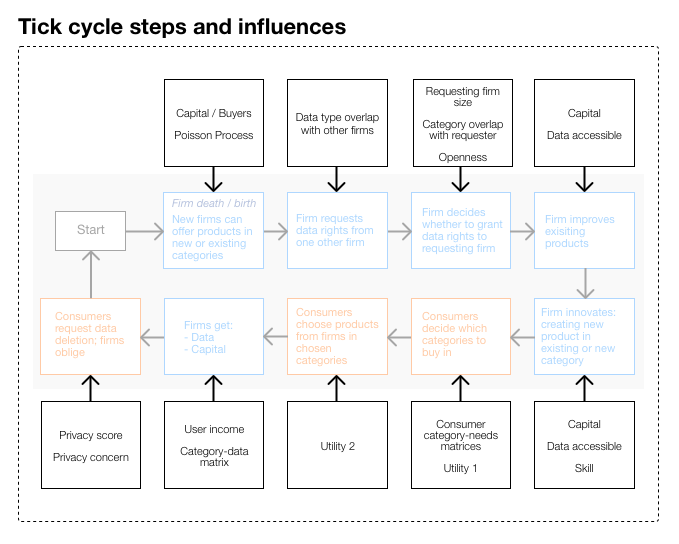 Tick cycle steps and influences
Capital / Buyers
Poisson Process
Data type overlap
with other firms
Requesting firm
size
Category overlap
with requester
Openness
Capital
Data accessible
Start
Firm death / birth
New firms can
offer products in
new or existing
categories
Firm requests
data rights from
one other firm
Firm decides
whether to grant
data rights to
requesting firm
Firm improves
exisiting
products
Consumers
request data
deletion; firms
oblige
Firms get:
- Data
- Capital
Consumers
choose products
from firms in
chosen
categories
Consumers
decide which
categories to
buy in
Firm innovates:
creating new
product in
existing or new
category
Privacy score
Privacy concern
User income
Category-data
matrix
Utility 2
Consumer
category-needs
matrices
Utility 1
Capital
Data accessible
Skill